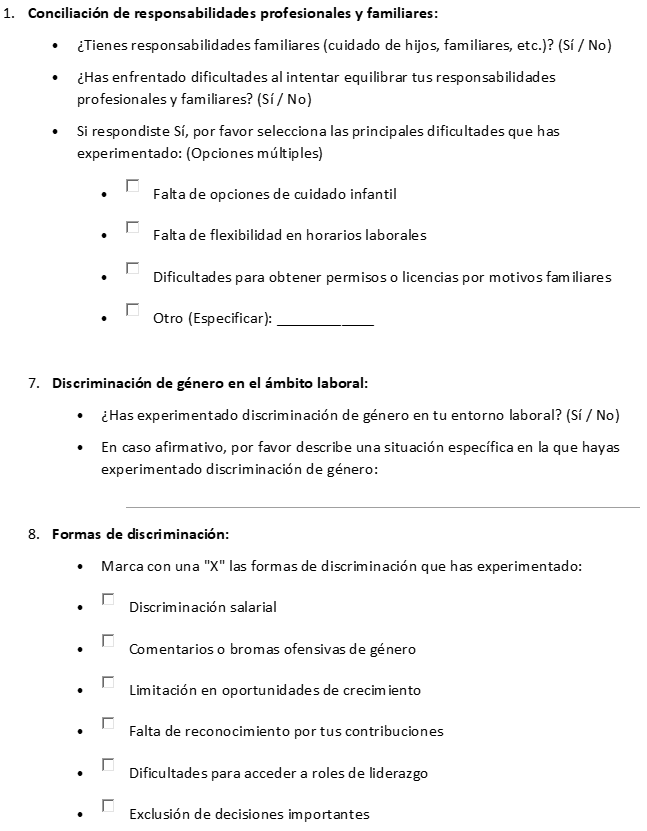 1. Conciliación de responsabilidades profesionales y familiares:
• ¿Tienes responsabilidades familiares (cuidado de hijos, familiares, etc.)? (Sí / No)
• ¿Has enfrentado dificultades al intentar equilibrar tus responsabilidades
profesionales y familiares? (Sí / No)
• Si respondiste Sí, por favor selecciona las principales dificultades que has
experimentado: (Opciones múltiples)
• ☐ Falta de opciones de cuidado infantil
• ☐ Falta de flexibilidad en horarios laborales
• ☐ Dificultades para obtener permisos o licencias por motivos familiares
• ☐ Otro (Especificar): _____________
7. Discriminación de género en el ámbito laboral:
• ¿Has experimentado discriminación de género en tu entorno laboral? (Sí / No)
• En caso afirmativo, por favor describe una situación específica en la que hayas
experimentado discriminación de género:
8. Formas de discriminación:
• Marca con una "X" las formas de discriminación que has experimentado:
• ☐ Discriminación salarial
• ☐ Comentarios o bromas ofensivas de género
• ☐ Limitación en oportunidades de crecimiento
• ☐ Falta de reconocimiento por tus contribuciones
• ☐ Dificultades para acceder a roles de liderazgo
• ☐ Exclusión de decisiones importantes